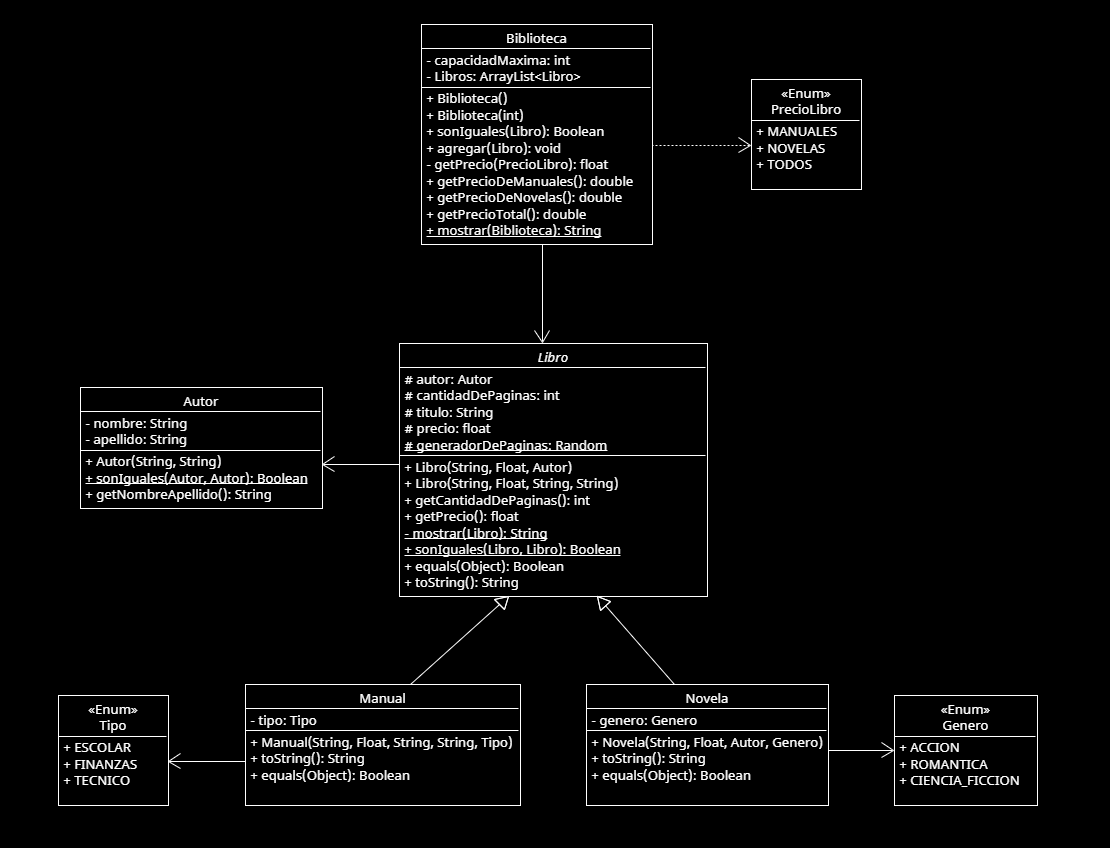 Biblioteca
- capacidadMaxima: int
- Libros: ArrayList<Libro>
+ Biblioteca()
+ Biblioteca(int)
+ sonIguales(Libro): Boolean
+ agregar(Libro): void
- getPrecio(PrecioLibro): float
+ getPrecioDeManuales(): double
+ getPrecioDeNovelas(): double
+ getPrecioTotal(): double
+ mostrar(Biblioteca): String
«Enum»
PrecioLibro
+ MANUALES
+ NOVELAS
+ TODOS
Libro
# autor: Autor
# cantidadDePaginas: int
# titulo: String
# precio: float
# generadorDePaginas: Random
+ Libro(String, Float, Autor)
+ Libro(String, Float, String, String)
+ getCantidadDePaginas(): int
+ getPrecio(): float
- mostrar(Libro): String
+ sonIguales(Libro, Libro): Boolean
+ equals(Object): Boolean
+ toString(): String
Autor
- nombre: String
- apellido: String
+ Autor(String, String)
+ sonIguales(Autor, Autor): Boolean
+ getNombreApellido(): String
«Enum»
Tipo
+ ESCOLAR
+ FINANZAS
+ TECNICO
Manual
- tipo: Tipo
+ Manual(String, Float, String, String, Tipo)
+ toString(): String
+ equals(Object): Boolean
Novela
- genero: Genero
+ Novela(String, Float, Autor, Genero)
+ toString(): String
+ equals(Object): Boolean
«Enum»
Genero
+ ACCION
+ ROMANTICA
+ CIENCIA_FICCION